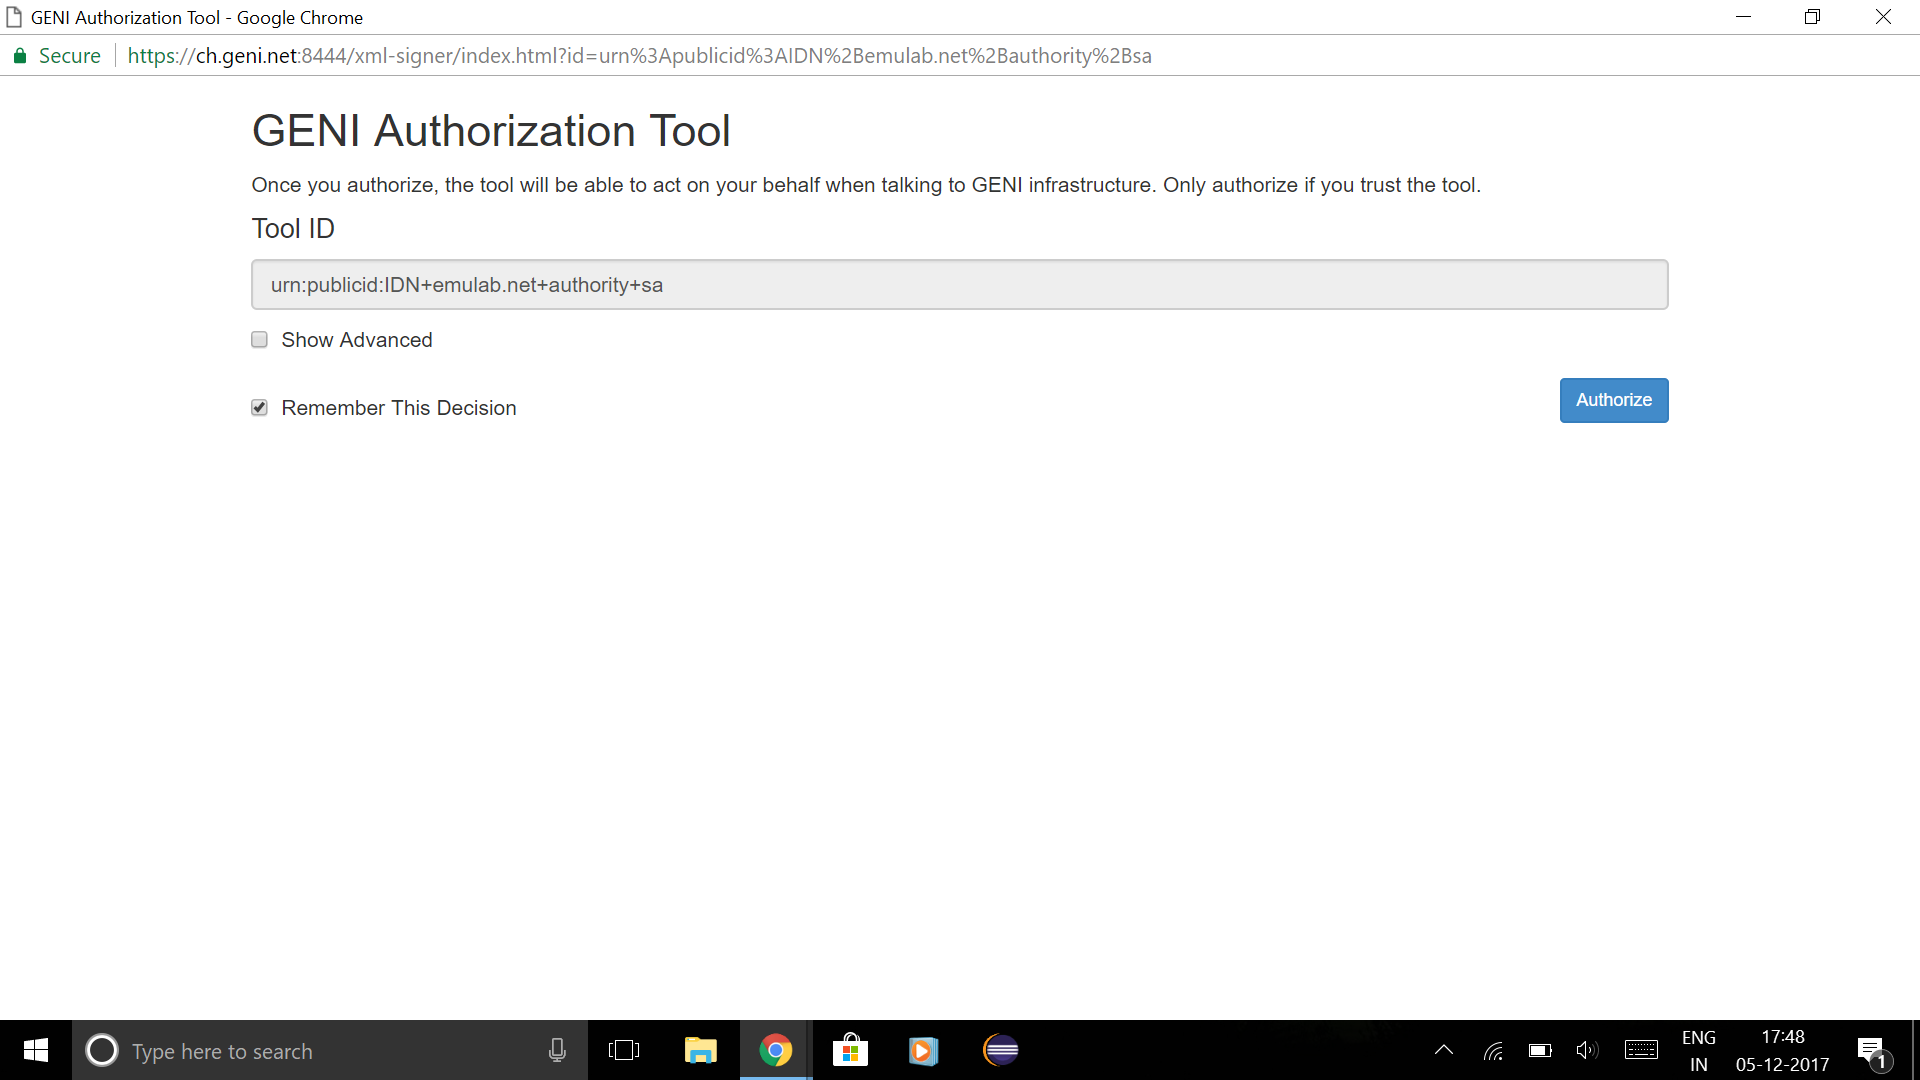 GENI Authorization Tool - Google Chrome
Secure https://ch.geni.net:8444/xml-signer/index.html?id=urn%3Apublicid%3AIDN%2Bemulab.net%2Bauthority%2Bsa
GENI Authorization Tool
Once you authorize, the tool will be able to act on your behalf when talking to GENI infrastructure. Only authorize if you trust the tool.
Tool ID
urn:publicid:IDN+emulab.net+authority+sa
Show Advanced
Remember This Decision
Authorize
Type here to search
ENG
IN
17:48
05-12-2017
1